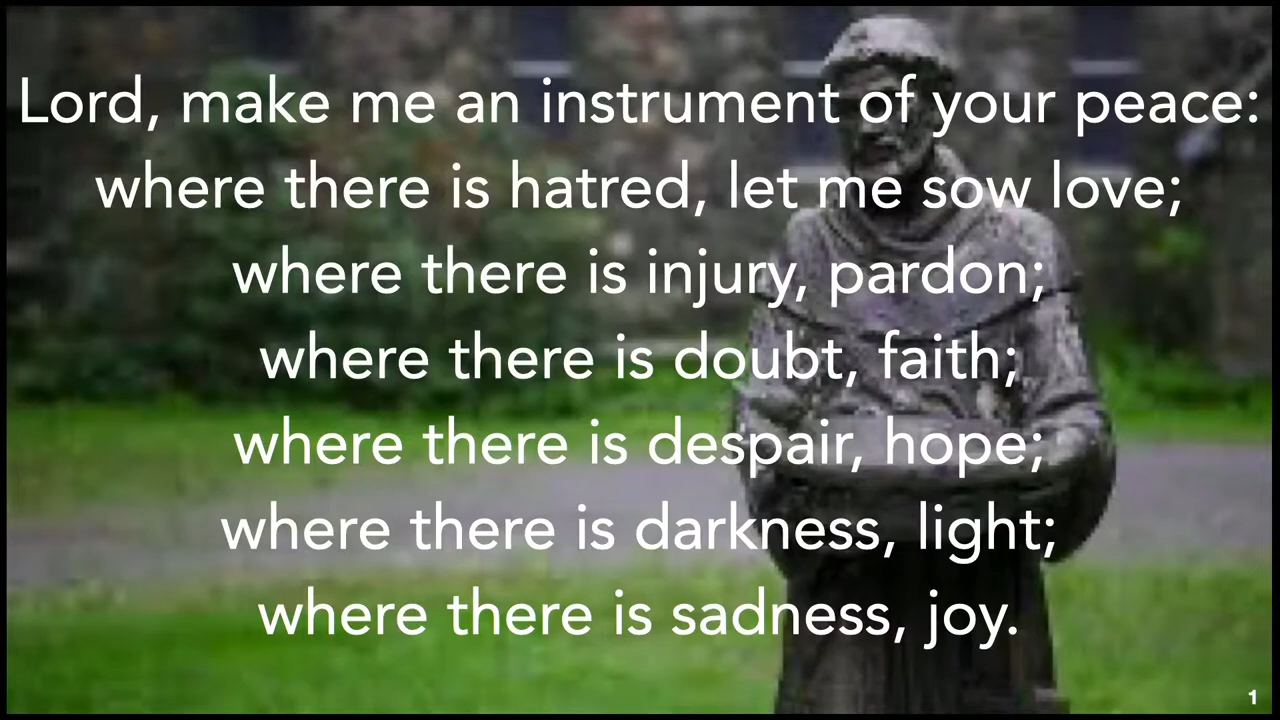 Lord, make me an instrument of your peace:
where there is hatred, let me sow love;
where there is injury, pardon;
where there is doubt, faith;
where there is despair, hope;
where there is darkness, light;
where there is sadness, joy.
1